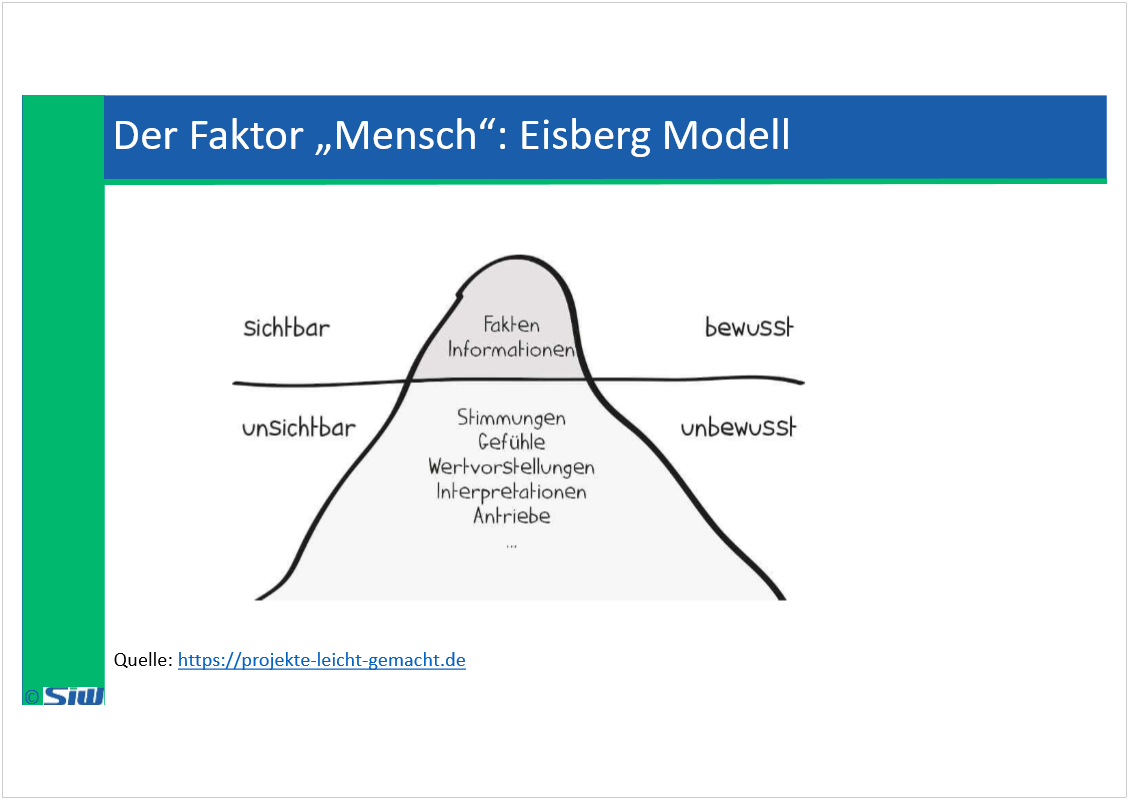 Der Faktor „Mensch“: Eisberg Modell
sichtbar
Fakten
Informationen
bewusst
unsichtbar
Stimmungen
Gefühle
Wertvorstellungen
Interpretationen
Antriebe
...
unbewusst
Quelle: https://projekte-leicht-gemacht.de
© SiW